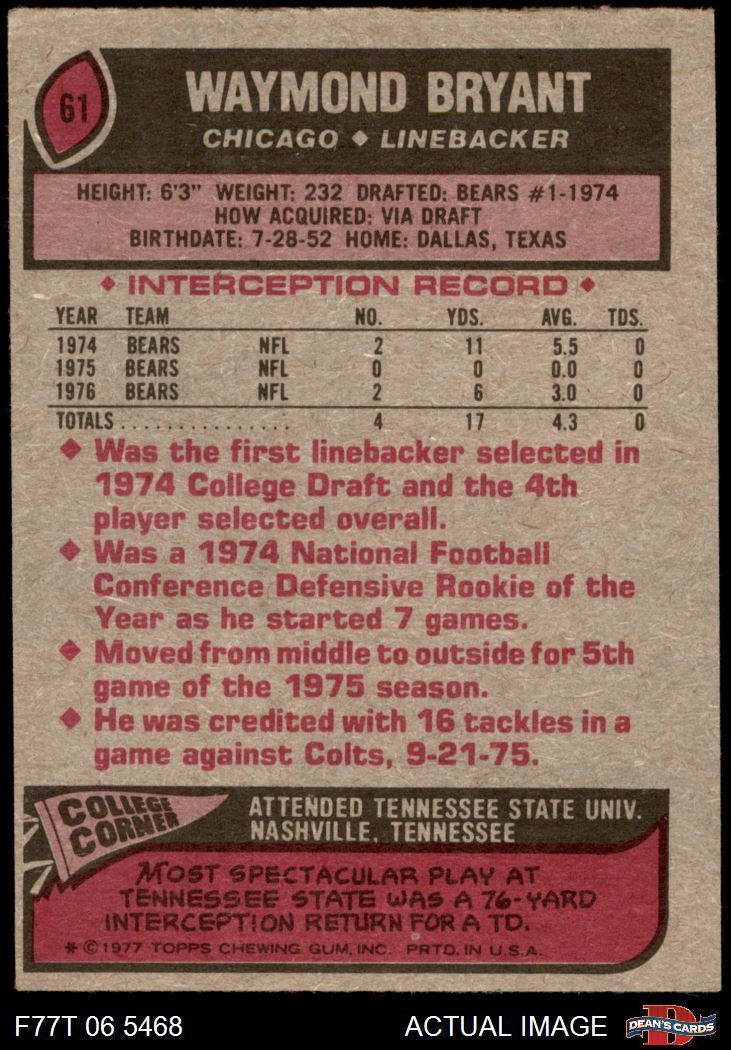 61
WAYMOND BRYANT
CHICAGO ◆ LINEBACKER
HEIGHT: 6'3" WEIGHT: 232 DRAFTED: BEARS #1-1974
HOW ACQUIRED: VIA DRAFT
BIRTHDATE: 7-28-52 HOME: DALLAS, TEXAS
◆ INTERCEPTION RECORD ◆
YEAR TEAM NO. YDS. AVG. TDS.
1974 BEARS NFL 2 11 5.5 0
1975 BEARS NFL 0 0 0.0 0
1976 BEARS NFL 2 6 3.0 0
TOTALS............... 4 17 4.3 0
◆ Was the first linebacker selected in
1974 College Draft and the 4th
player selected overall.
◆ Was a 1974 National Football
Conference Defensive Rookie of the
Year as he started 7 games.
◆ Moved from middle to outside for 5th
game of the 1975 season.
◆ He was credited with 16 tackles in a
game against Colts, 9-21-75.
COLLEGE
CORNER
ATTENDED TENNESSEE STATE UNIV.
NASHVILLE, TENNESSEE
MOST SPECTACULAR PLAY AT
TENNESSEE STATE WAS A 76-YARD
INTERCEPTION RETURN FOR A TD.
* © 1977 TOPPS CHEWING GUM, INC. PRTD. IN U.S.A.
F77T 06 5468 ACTUAL IMAGE
D
DEAN'S CARDS